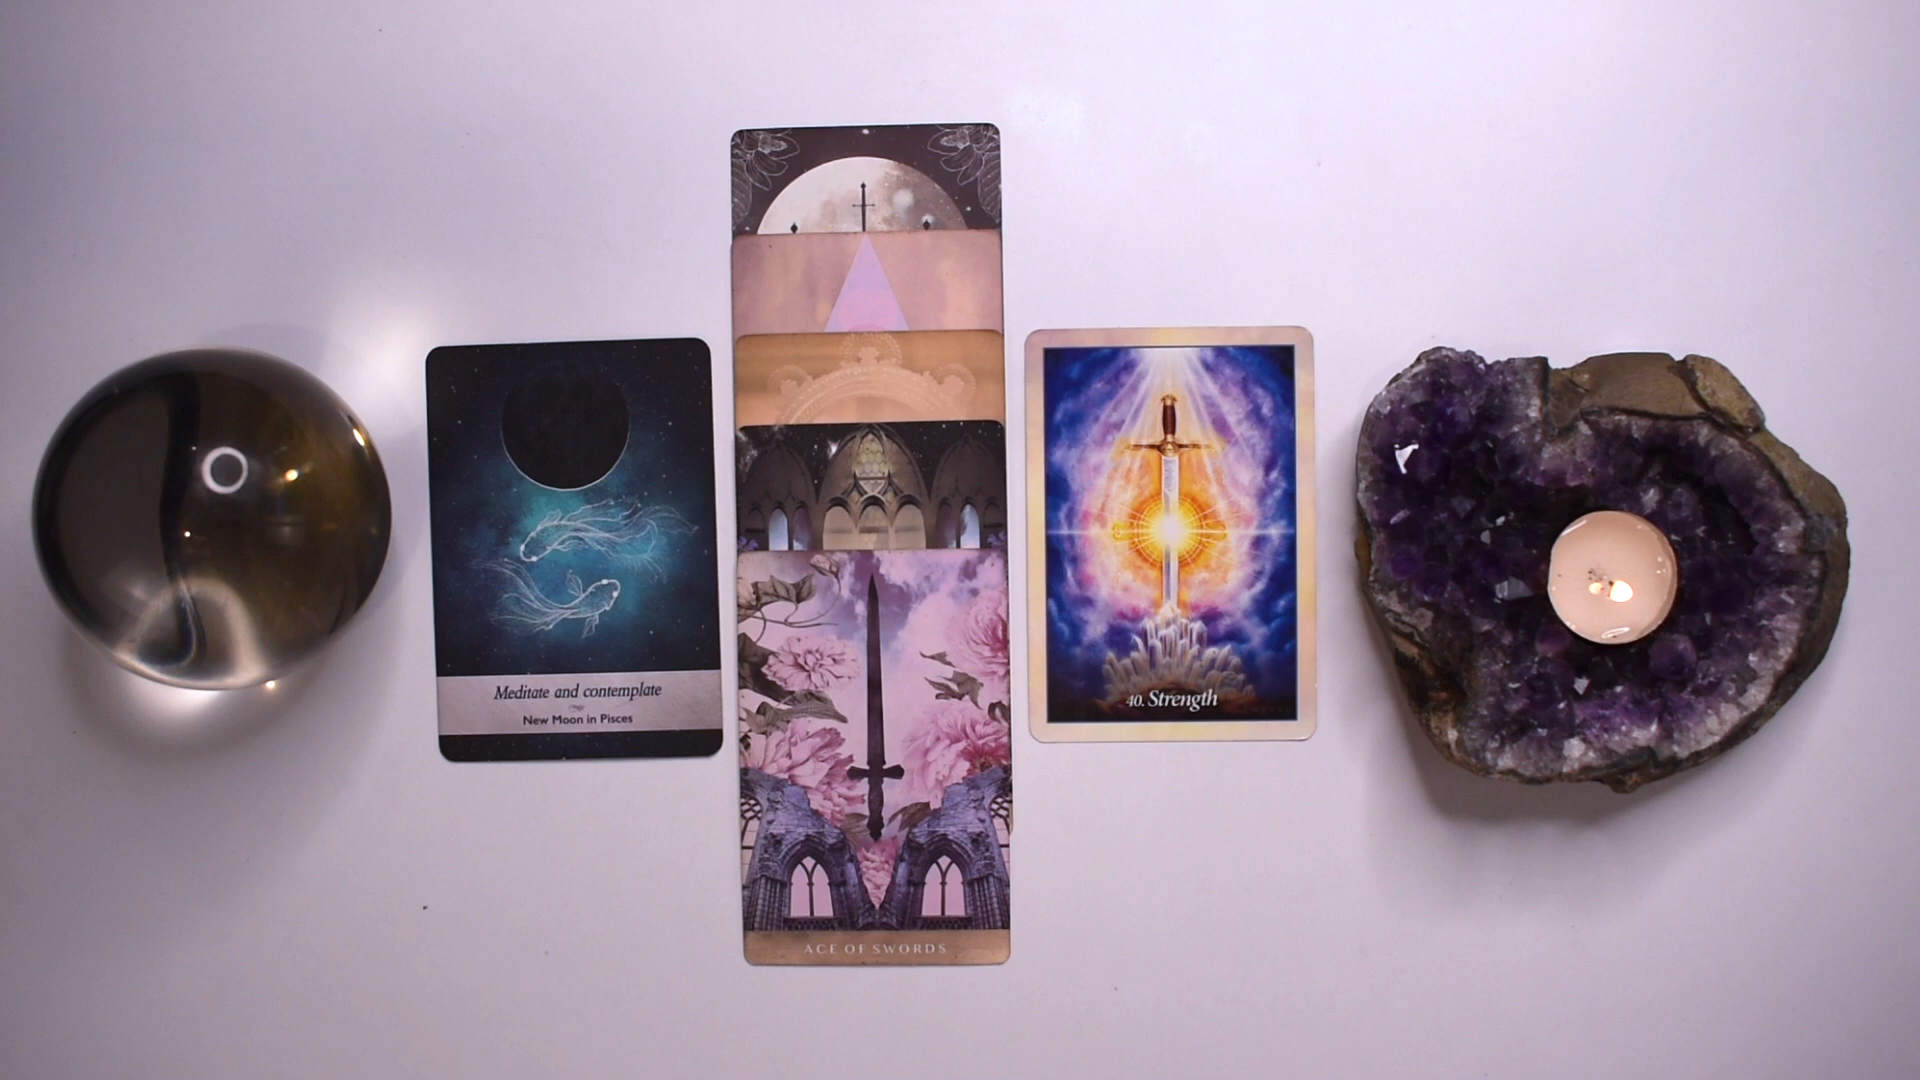 Meditate and contemplate
New Moon in Pisces
40. Strength
ACE OF SWORDS